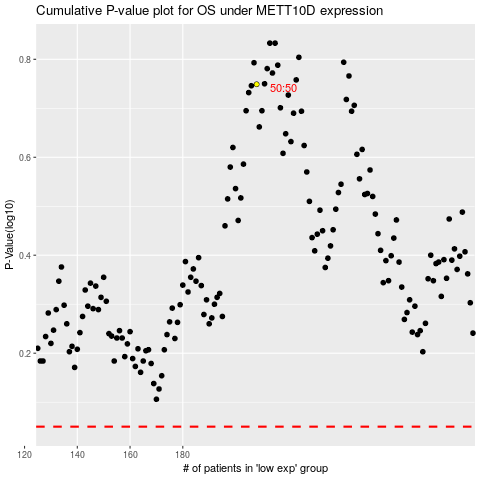 Cumulative P-value plot for OS under METT10D expression
P-Value(log10)
0.8
0.6
0.4
0.2
50:50
120 140 160 180
# of patients in 'low exp' group